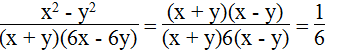 x² - y² / (x + y)(6x - 6y) = (x + y)(x - y) / (x + y)6(x - y) = 1 / 6